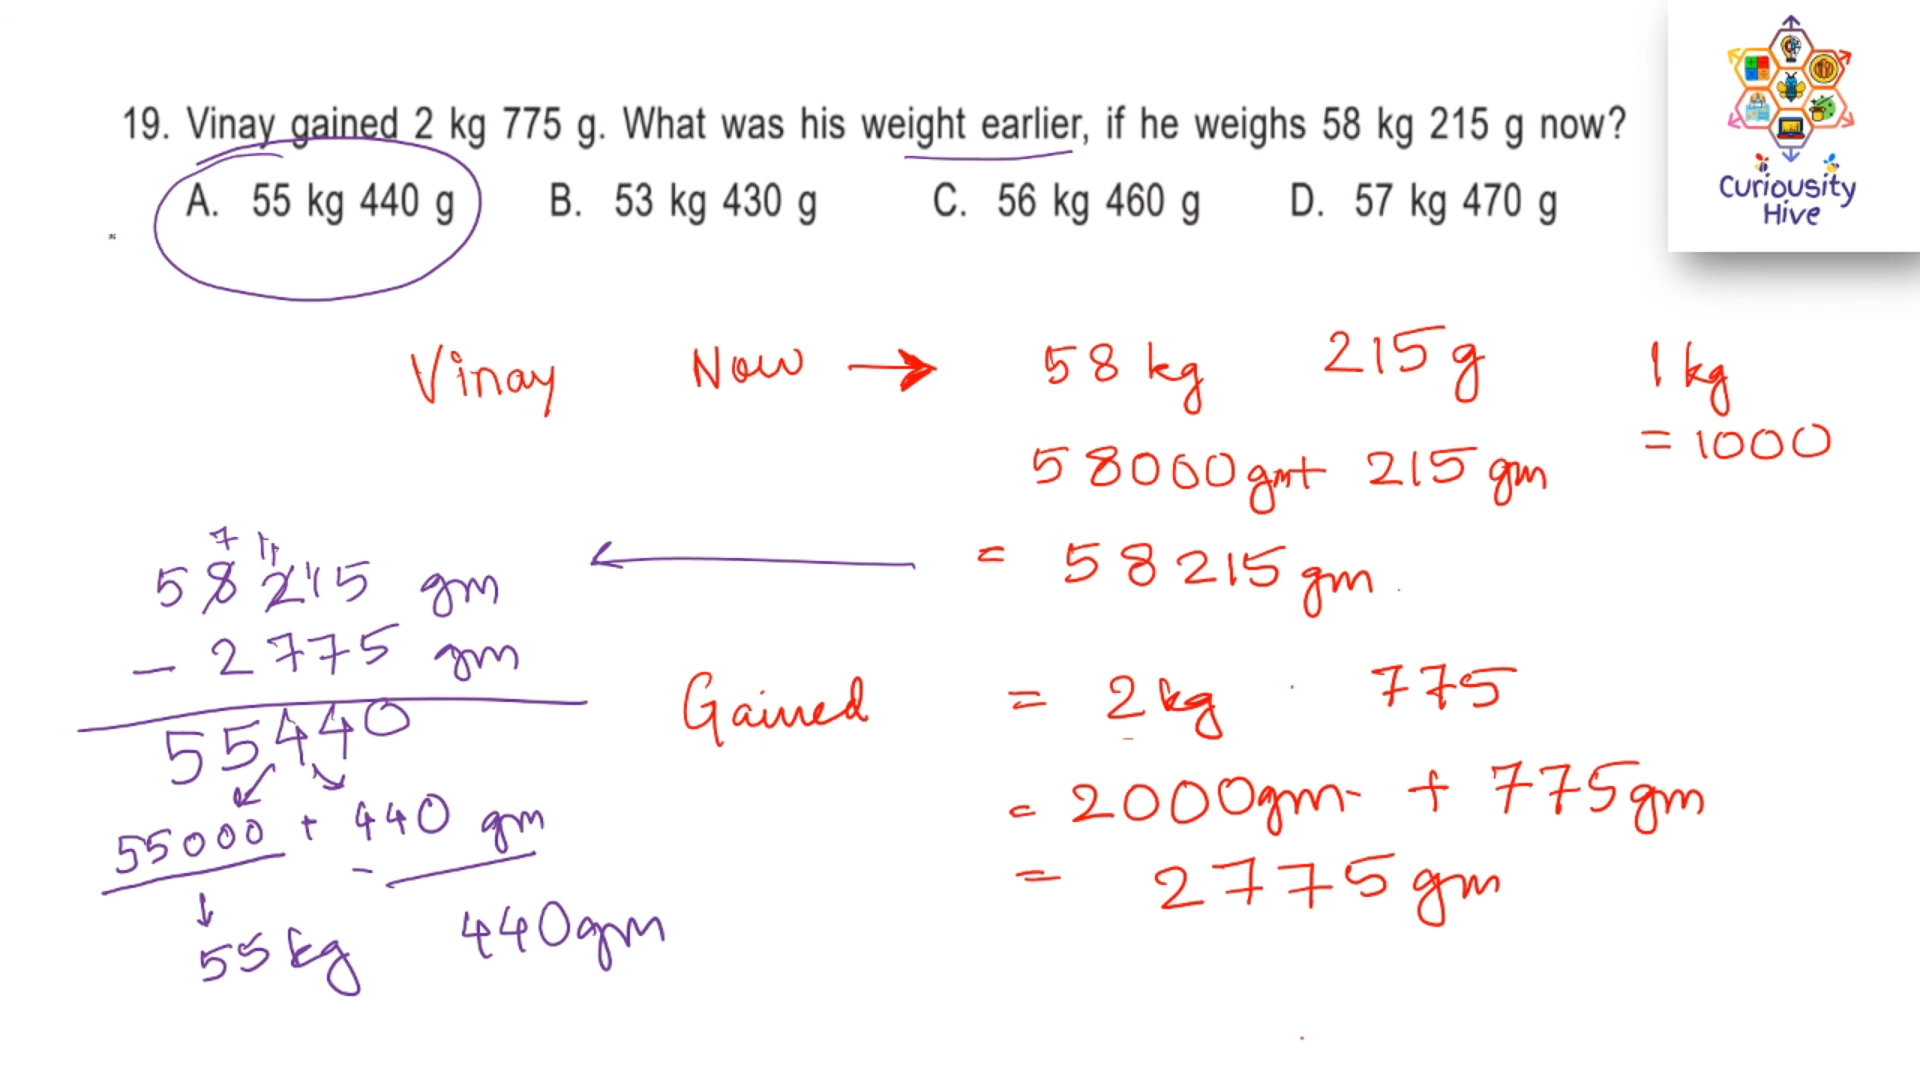 19. Vinay gained 2 kg 775 g. What was his weight earlier, if he weighs 58 kg 215 g now?
A. 55 kg 440 g B. 53 kg 430 g C. 56 kg 460 g D. 57 kg 470 g
Curiousity
Hive
Vinay Now → 58 kg 215 g
1 kg
= 1000
58000 gm + 215 gm
= 58215 gm
Gained = 2 kg 775
= 2000 gm + 775 gm
= 2775 gm
7 11 1
58215 gm
- 2775 gm
55440
55000 + 440 gm
55 kg 440 gm